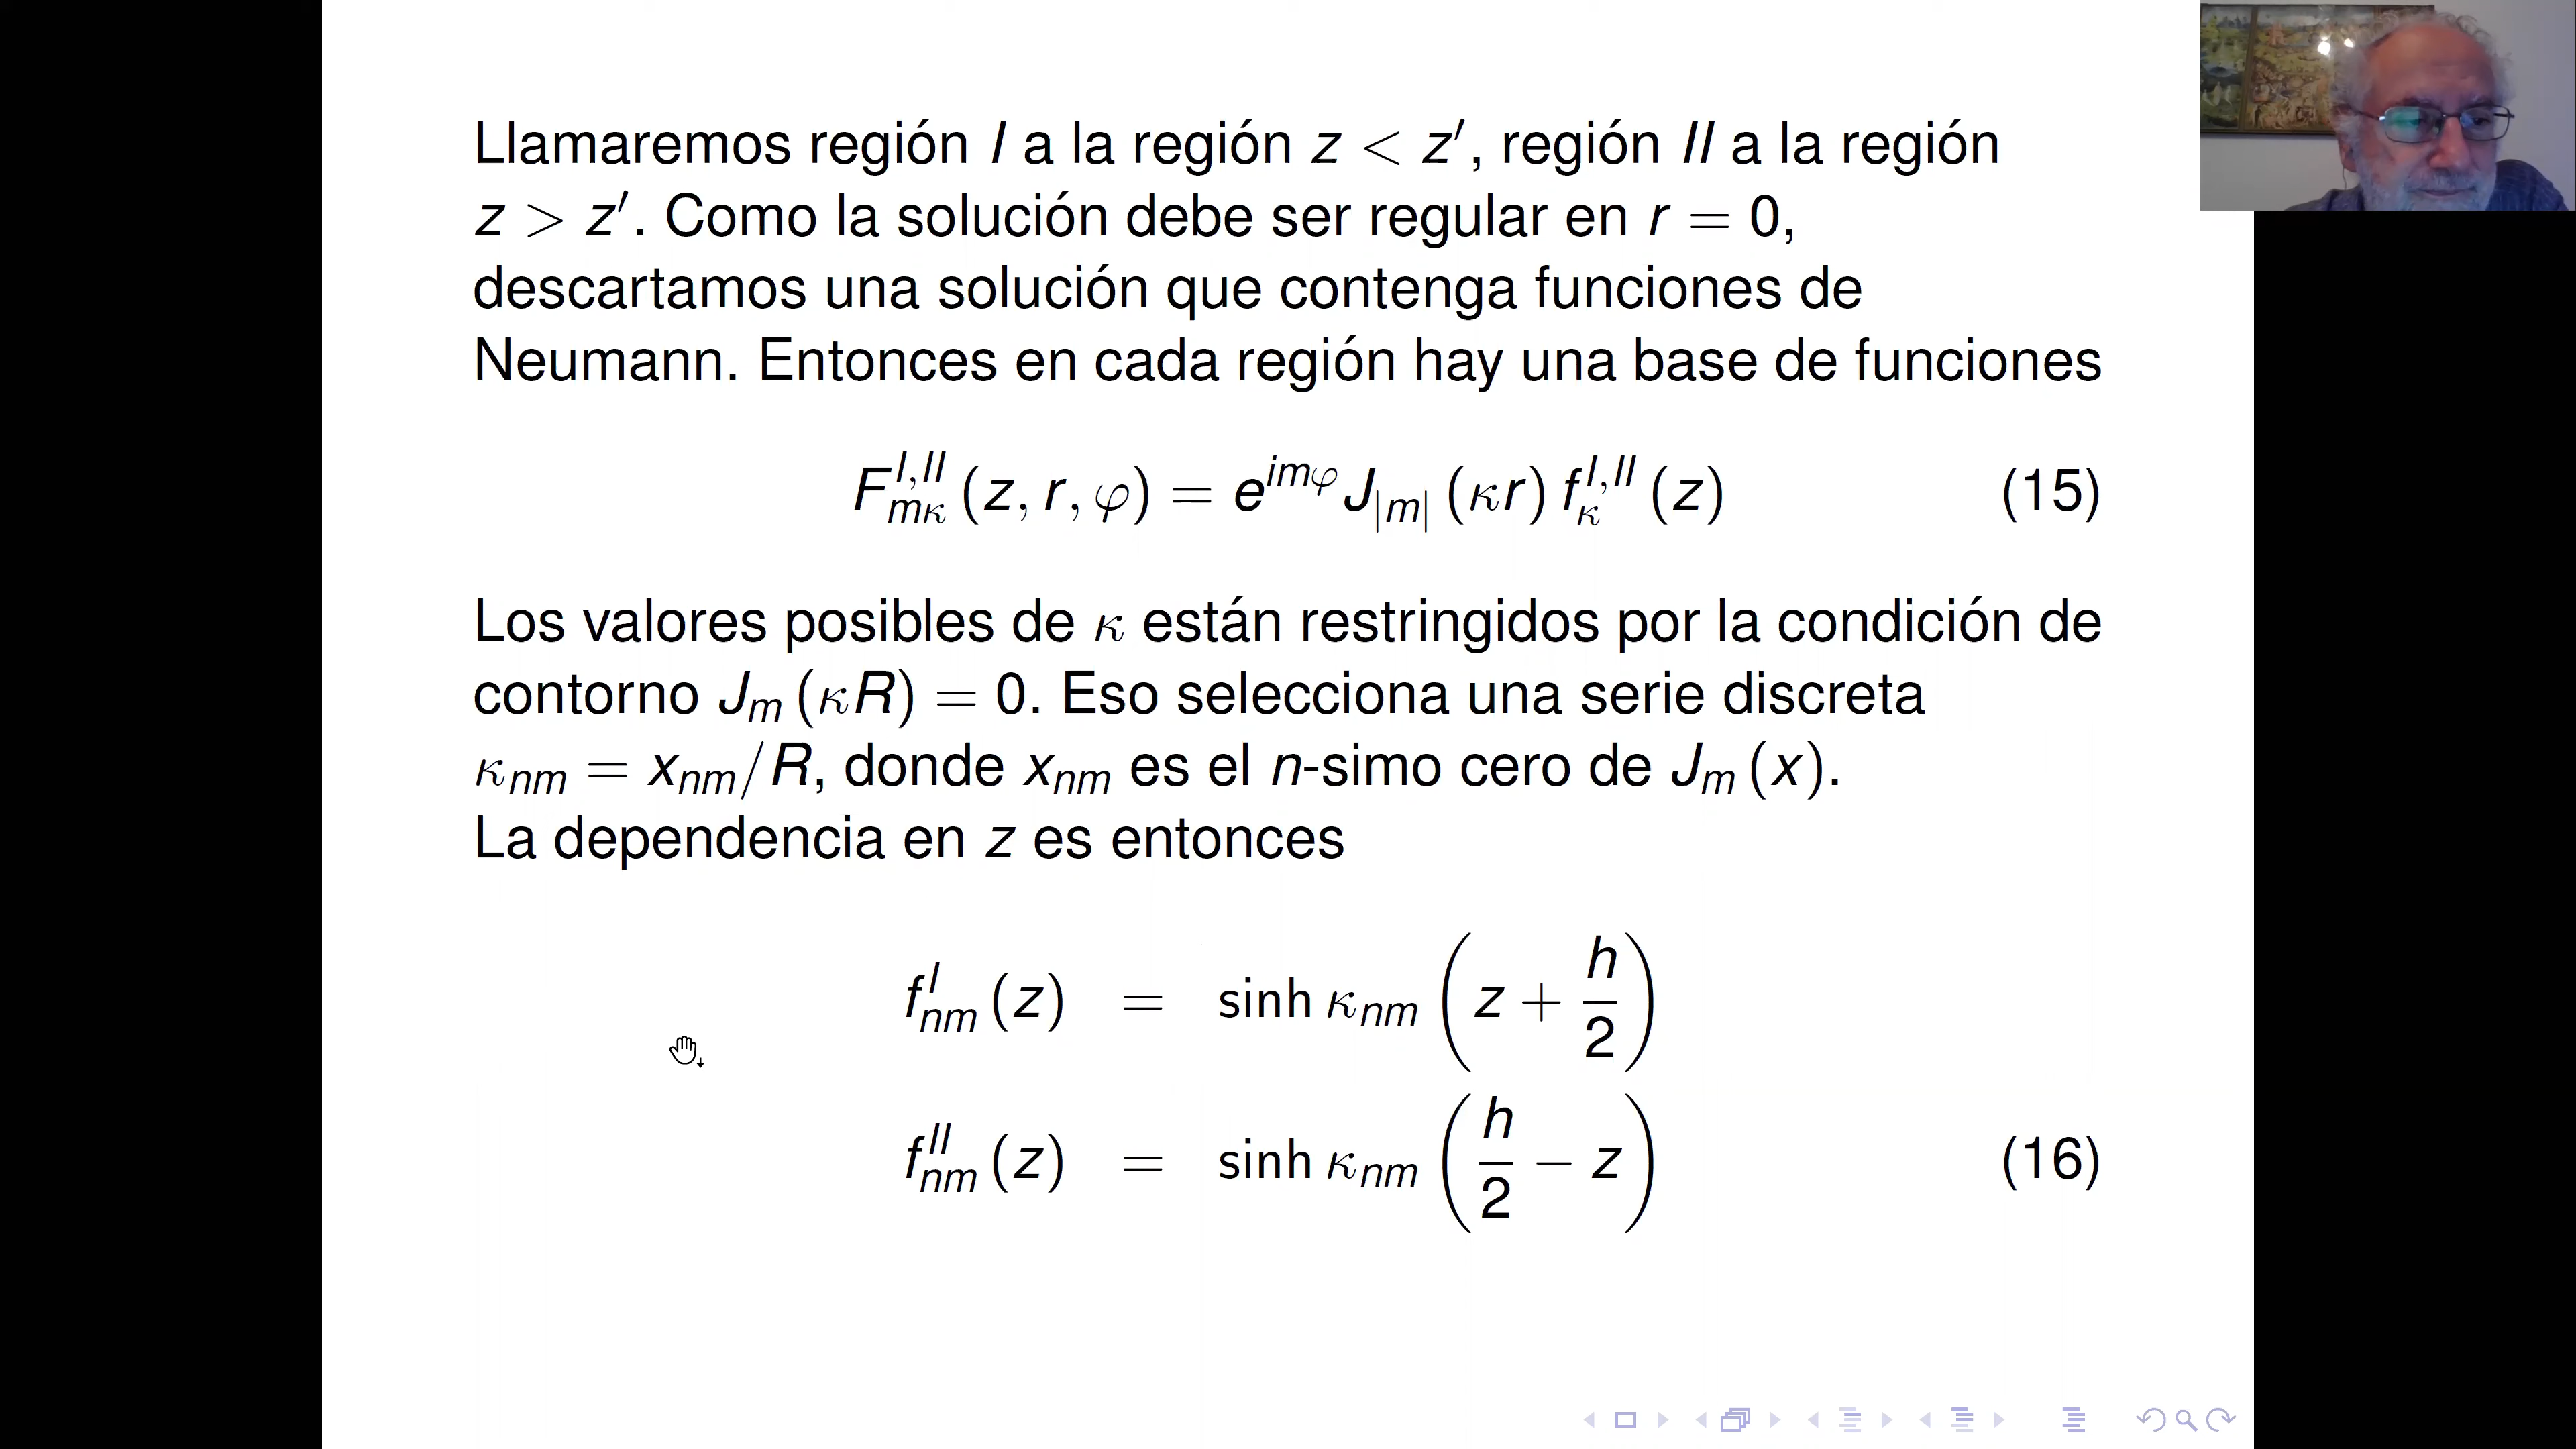 Llamaremos región I a la región z < z′, región II a la región
z > z′. Como la solución debe ser regular en r = 0,
descartamos una solución que contenga funciones de
Neumann. Entonces en cada región hay una base de funciones
F_{mκ}^{I,II} (z, r, φ) = e^{imφ} J_{|m|} (κr) f_κ^{I,II} (z) (15)
Los valores posibles de κ están restringidos por la condición de
contorno J_m (κR) = 0. Eso selecciona una serie discreta
κ_{nm} = x_{nm}/R, donde x_{nm} es el n-simo cero de J_m (x).
La dependencia en z es entonces
f_{nm}^{I} (z) = sinh κ_{nm} (z + h/2)
f_{nm}^{II} (z) = sinh κ_{nm} (h/2 − z) (16)